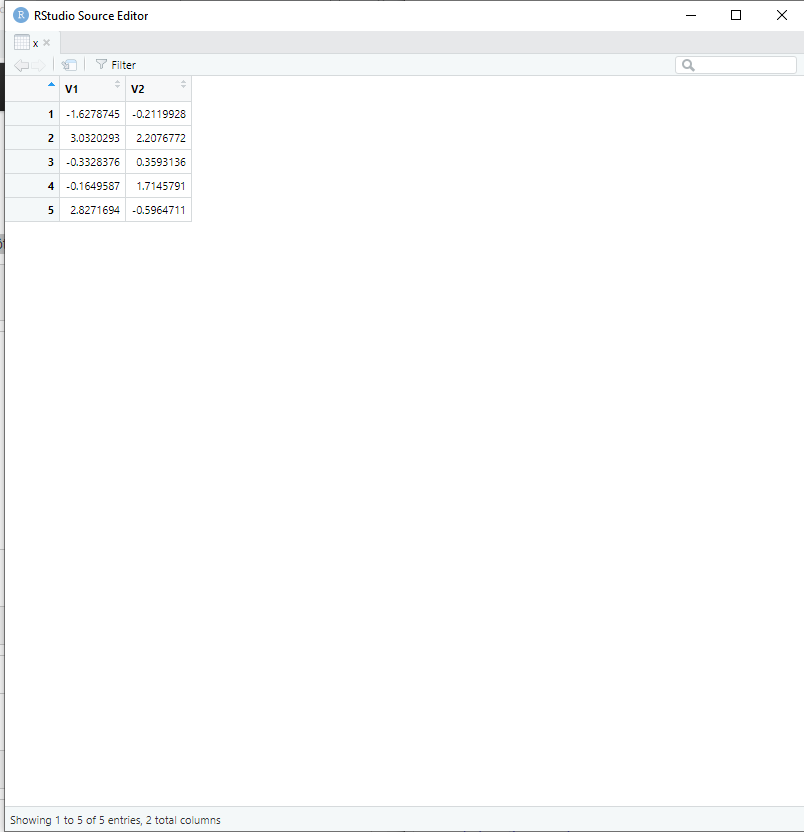 R RStudio Source Editor
x
Filter
V1 V2
1 -1.6278745 -0.2119928
2 3.0320293 2.2076772
3 -0.3328376 0.3593136
4 -0.1649587 1.7145791
5 2.8271694 -0.5964711
Showing 1 to 5 of 5 entries, 2 total columns